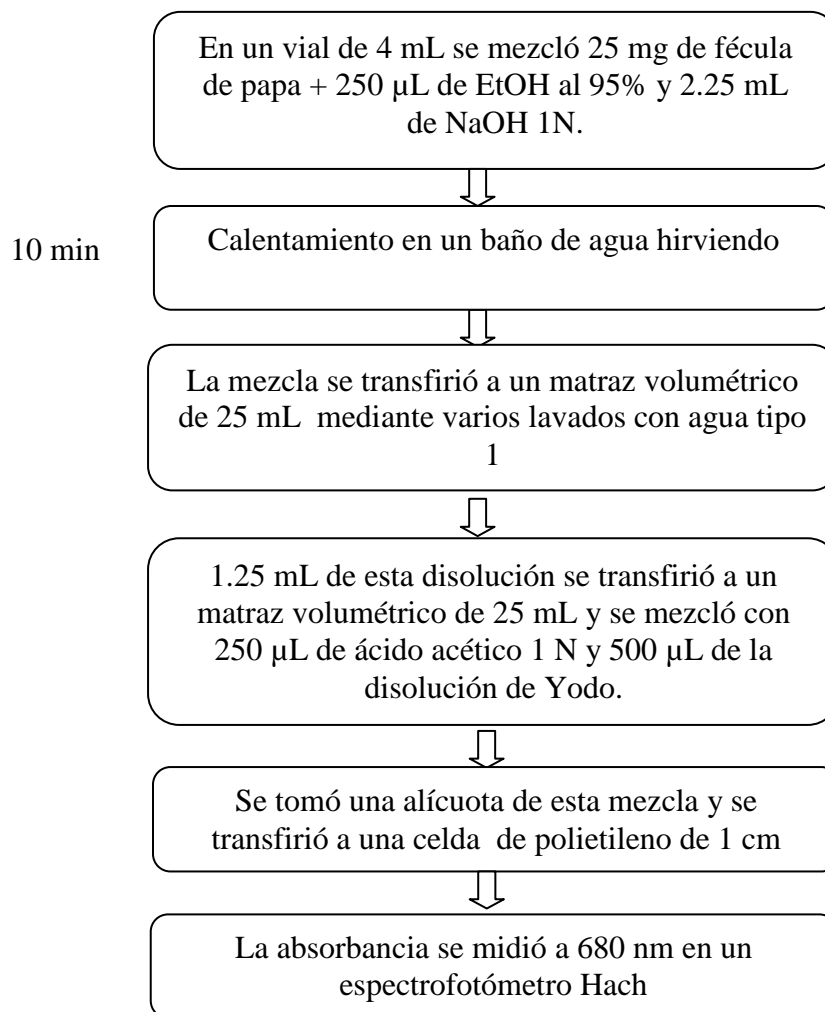 En un vial de 4 mL se mezcló 25 mg de fécula
de papa + 250 µL de EtOH al 95% y 2.25 mL
de NaOH 1N.
10 min
Calentamiento en un baño de agua hirviendo
La mezcla se transfirió a un matraz volumétrico
de 25 mL mediante varios lavados con agua tipo
1
1.25 mL de esta disolución se transfirió a un
matraz volumétrico de 25 mL y se mezcló con
250 µL de ácido acético 1 N y 500 µL de la
disolución de Yodo.
Se tomó una alícuota de esta mezcla y se
transfirió a una celda de polietileno de 1 cm
La absorbancia se midió a 680 nm en un
espectrofotómetro Hach